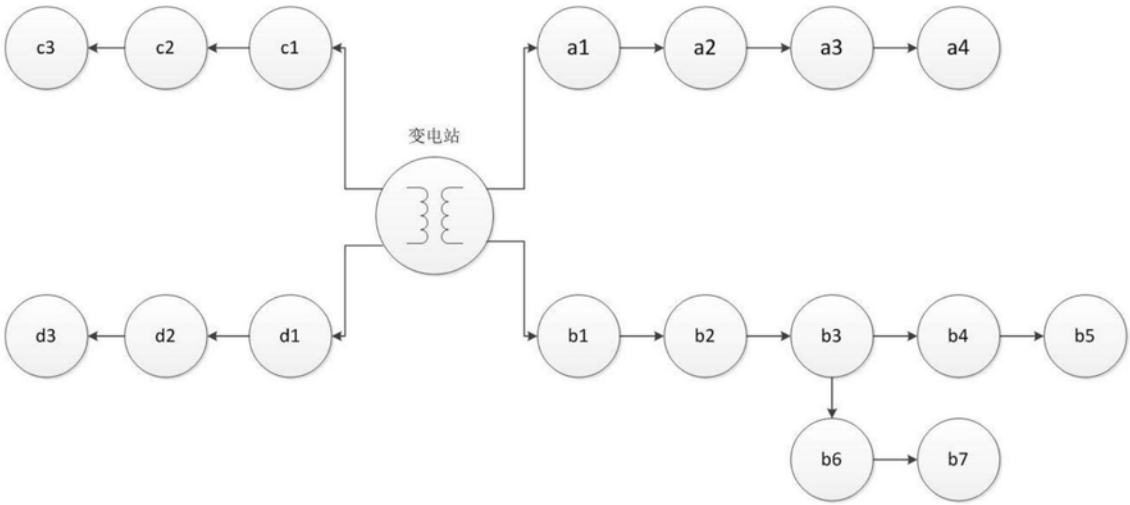 c3 c2 c1 a1 a2 a3 a4
变电站
d3 d2 d1 b1 b2 b3 b4 b5
b6 b7